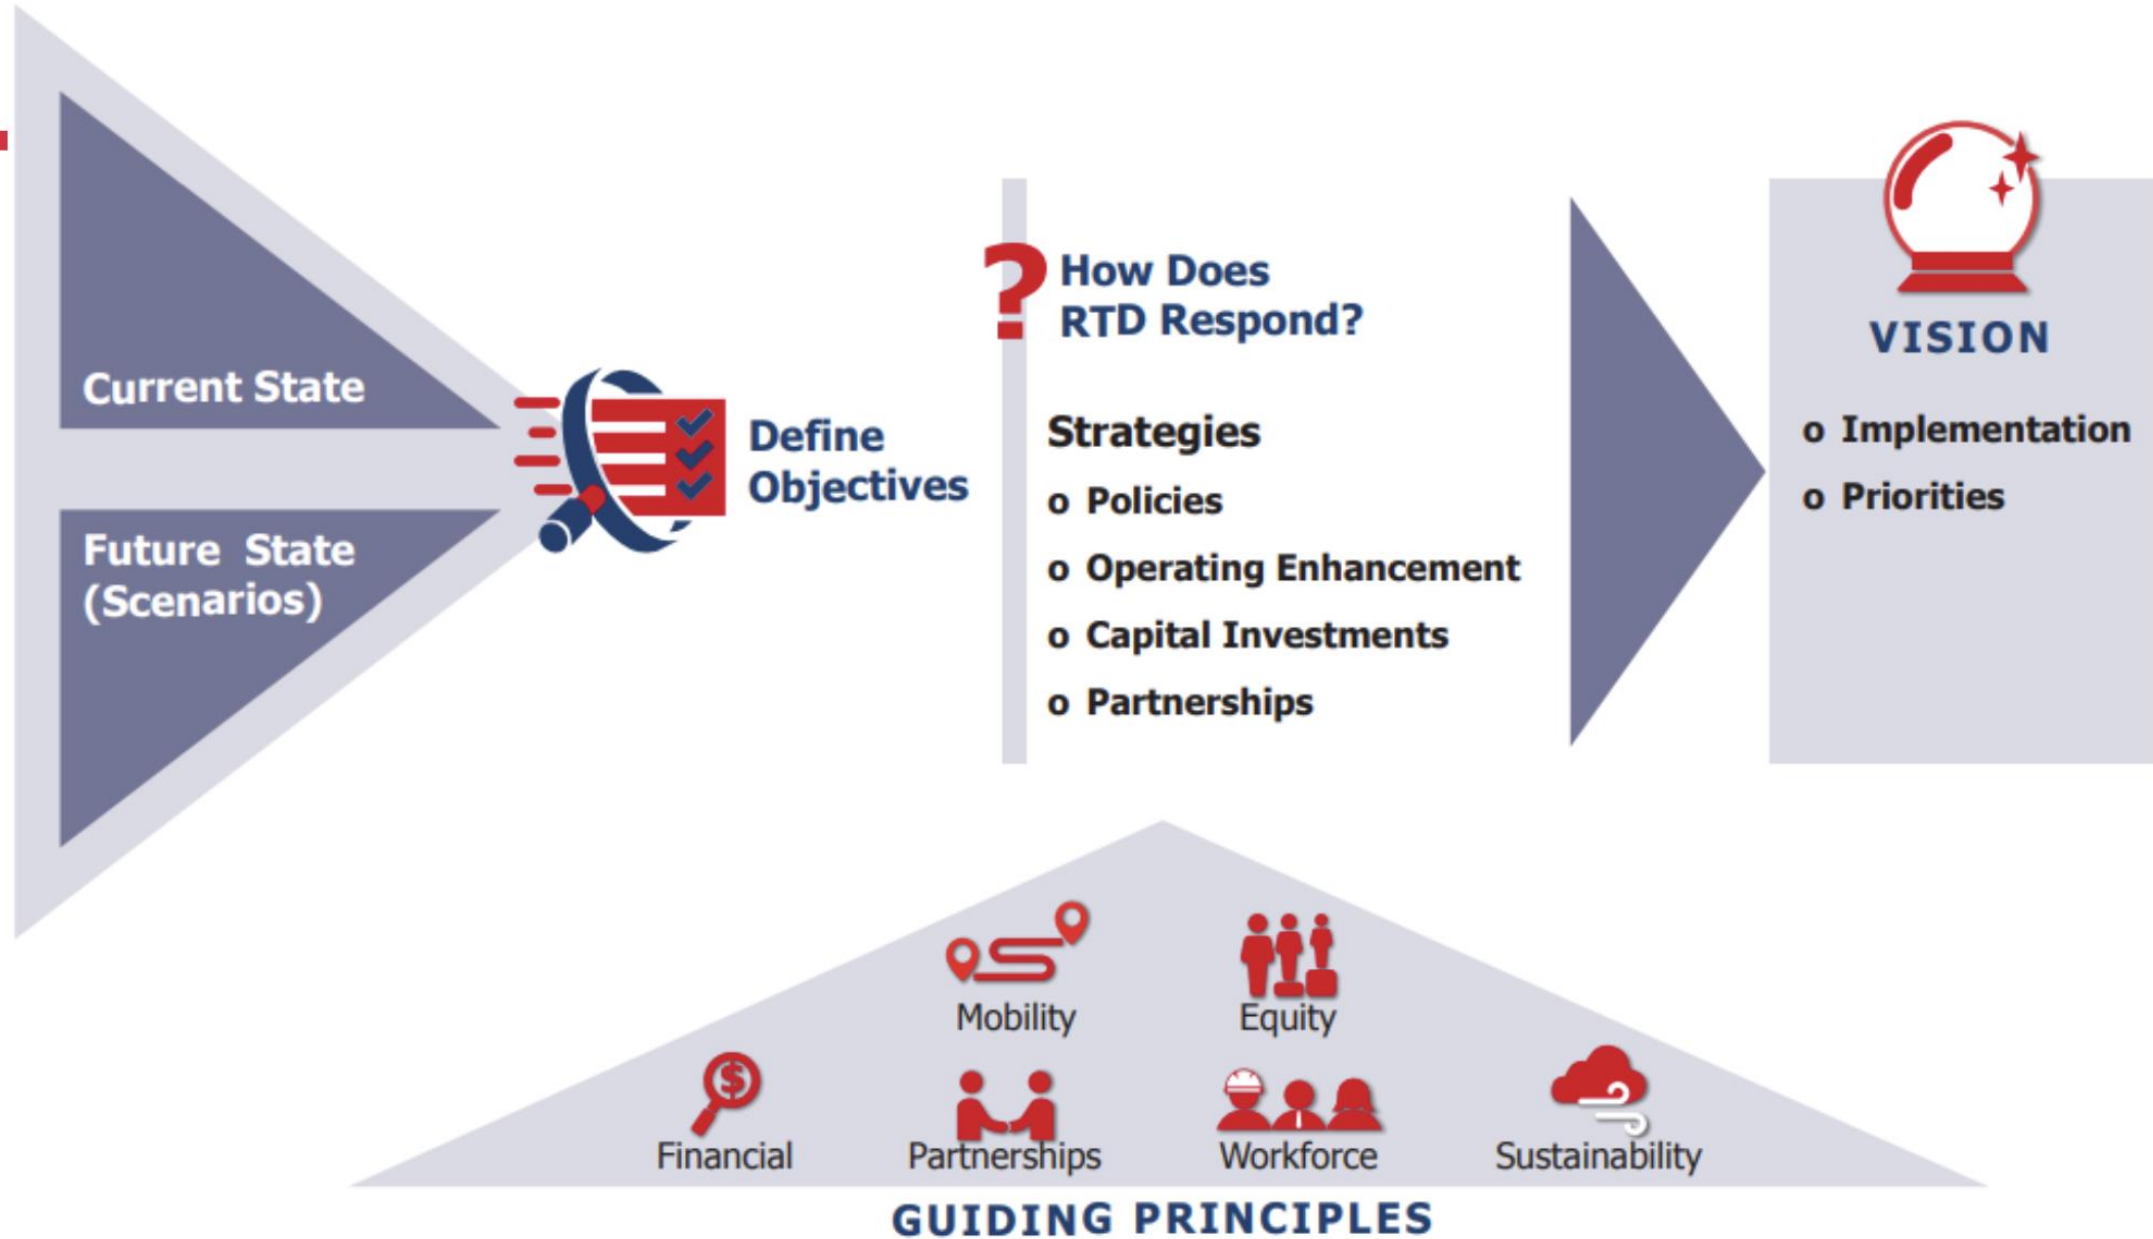 Current State
Future State
(Scenarios)
Define
Objectives
? How Does
RTD Respond?
Strategies
o Policies
o Operating Enhancement
o Capital Investments
o Partnerships
VISION
o Implementation
o Priorities
Mobility
Equity
$
Financial
Partnerships
Workforce
Sustainability
GUIDING PRINCIPLES